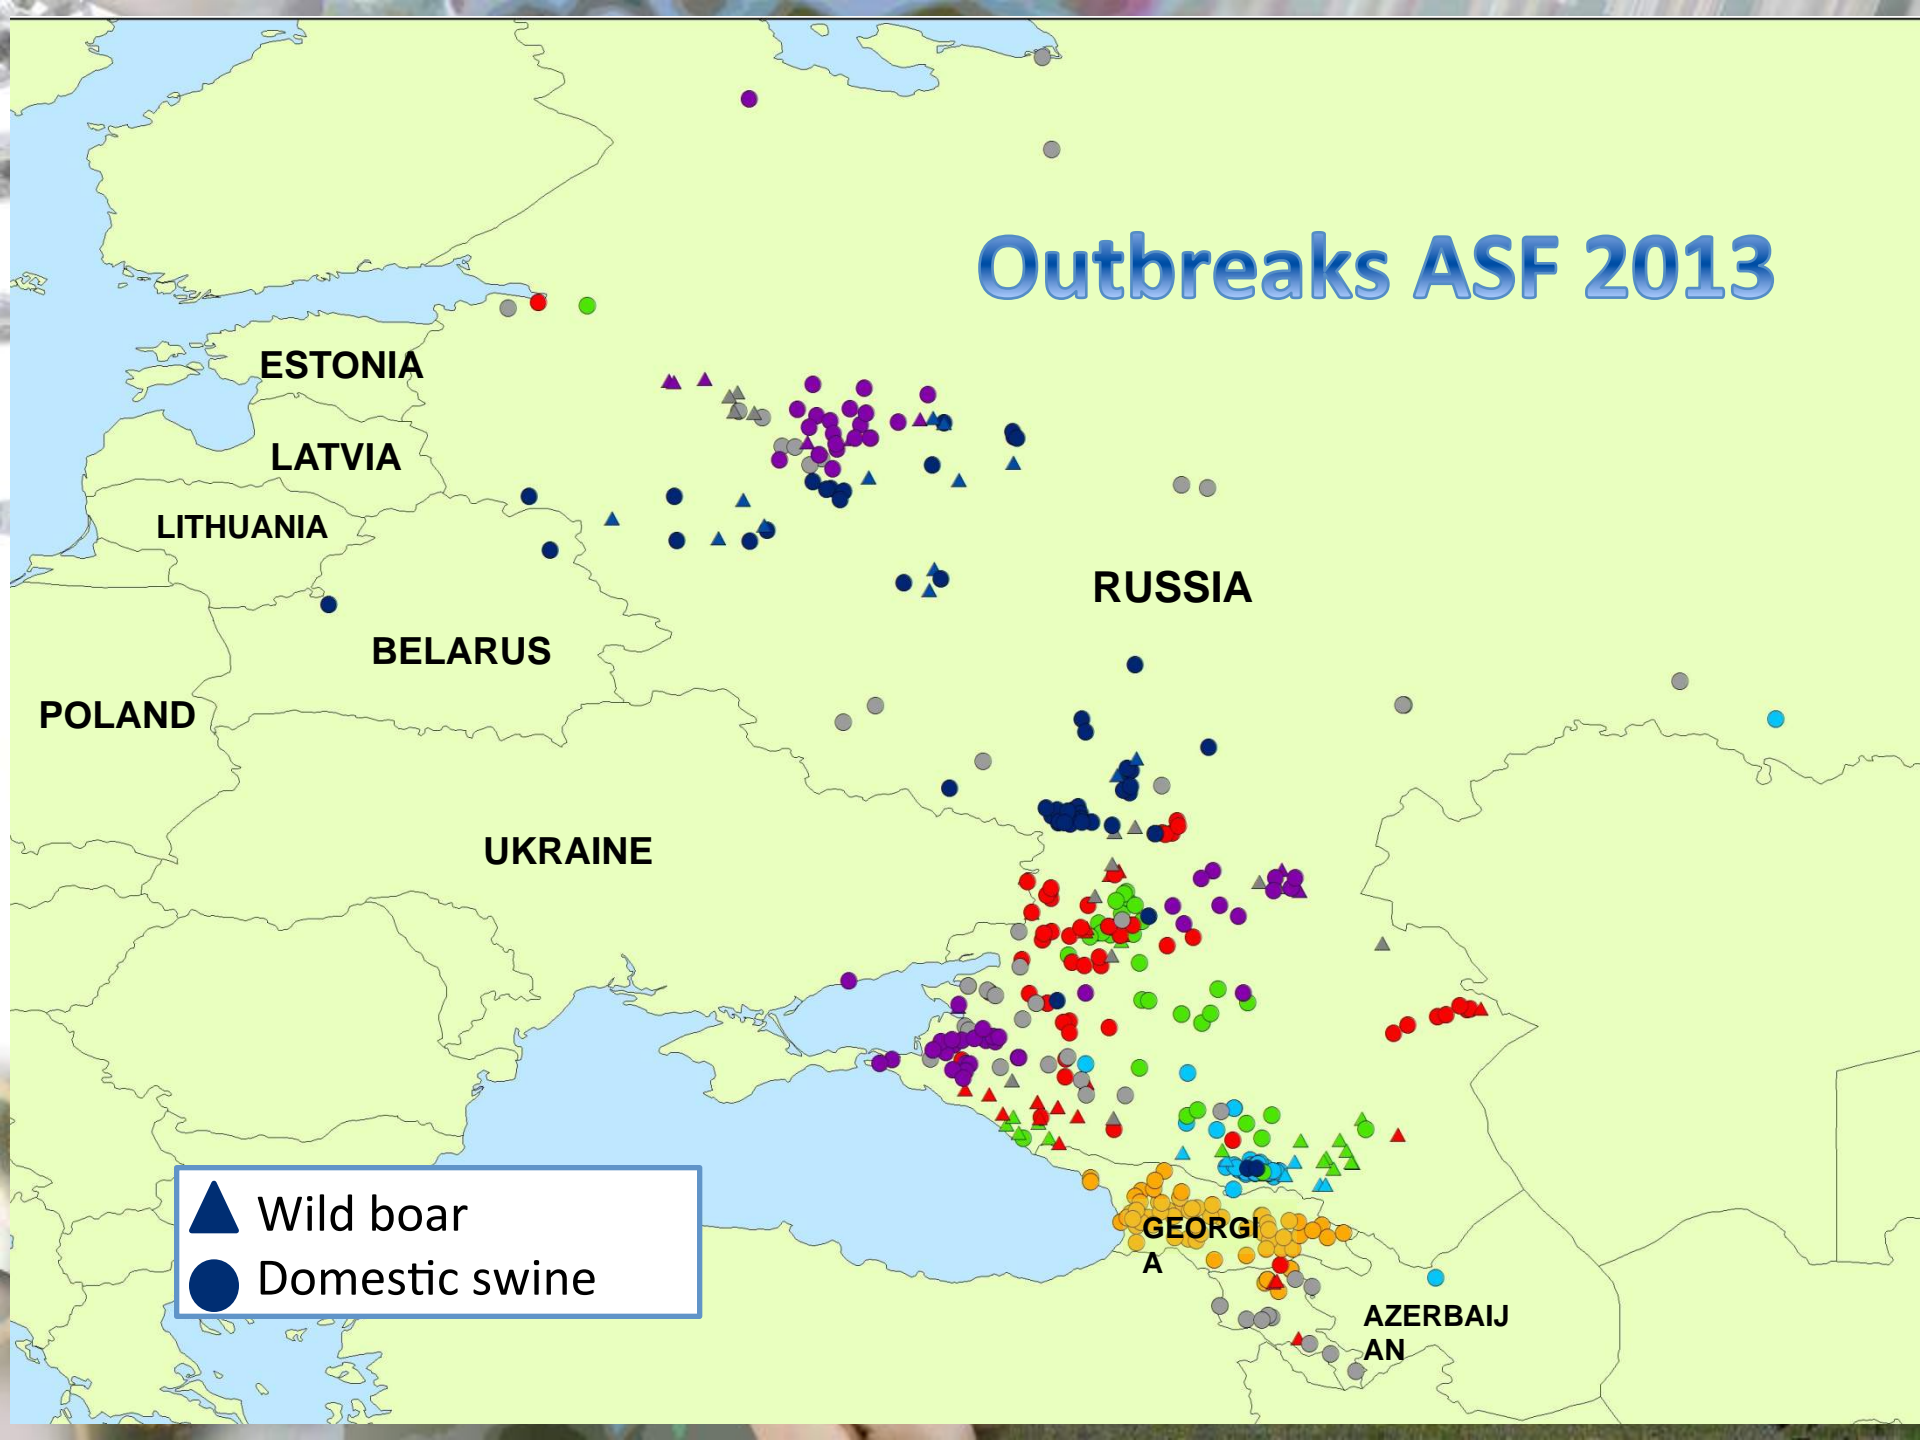 Outbreaks ASF 2013
ESTONIA
LATVIA
LITHUANIA
RUSSIA
BELARUS
POLAND
UKRAINE
Wild boar
Domestic swine
GEORGI
A
AZERBAIJ
AN